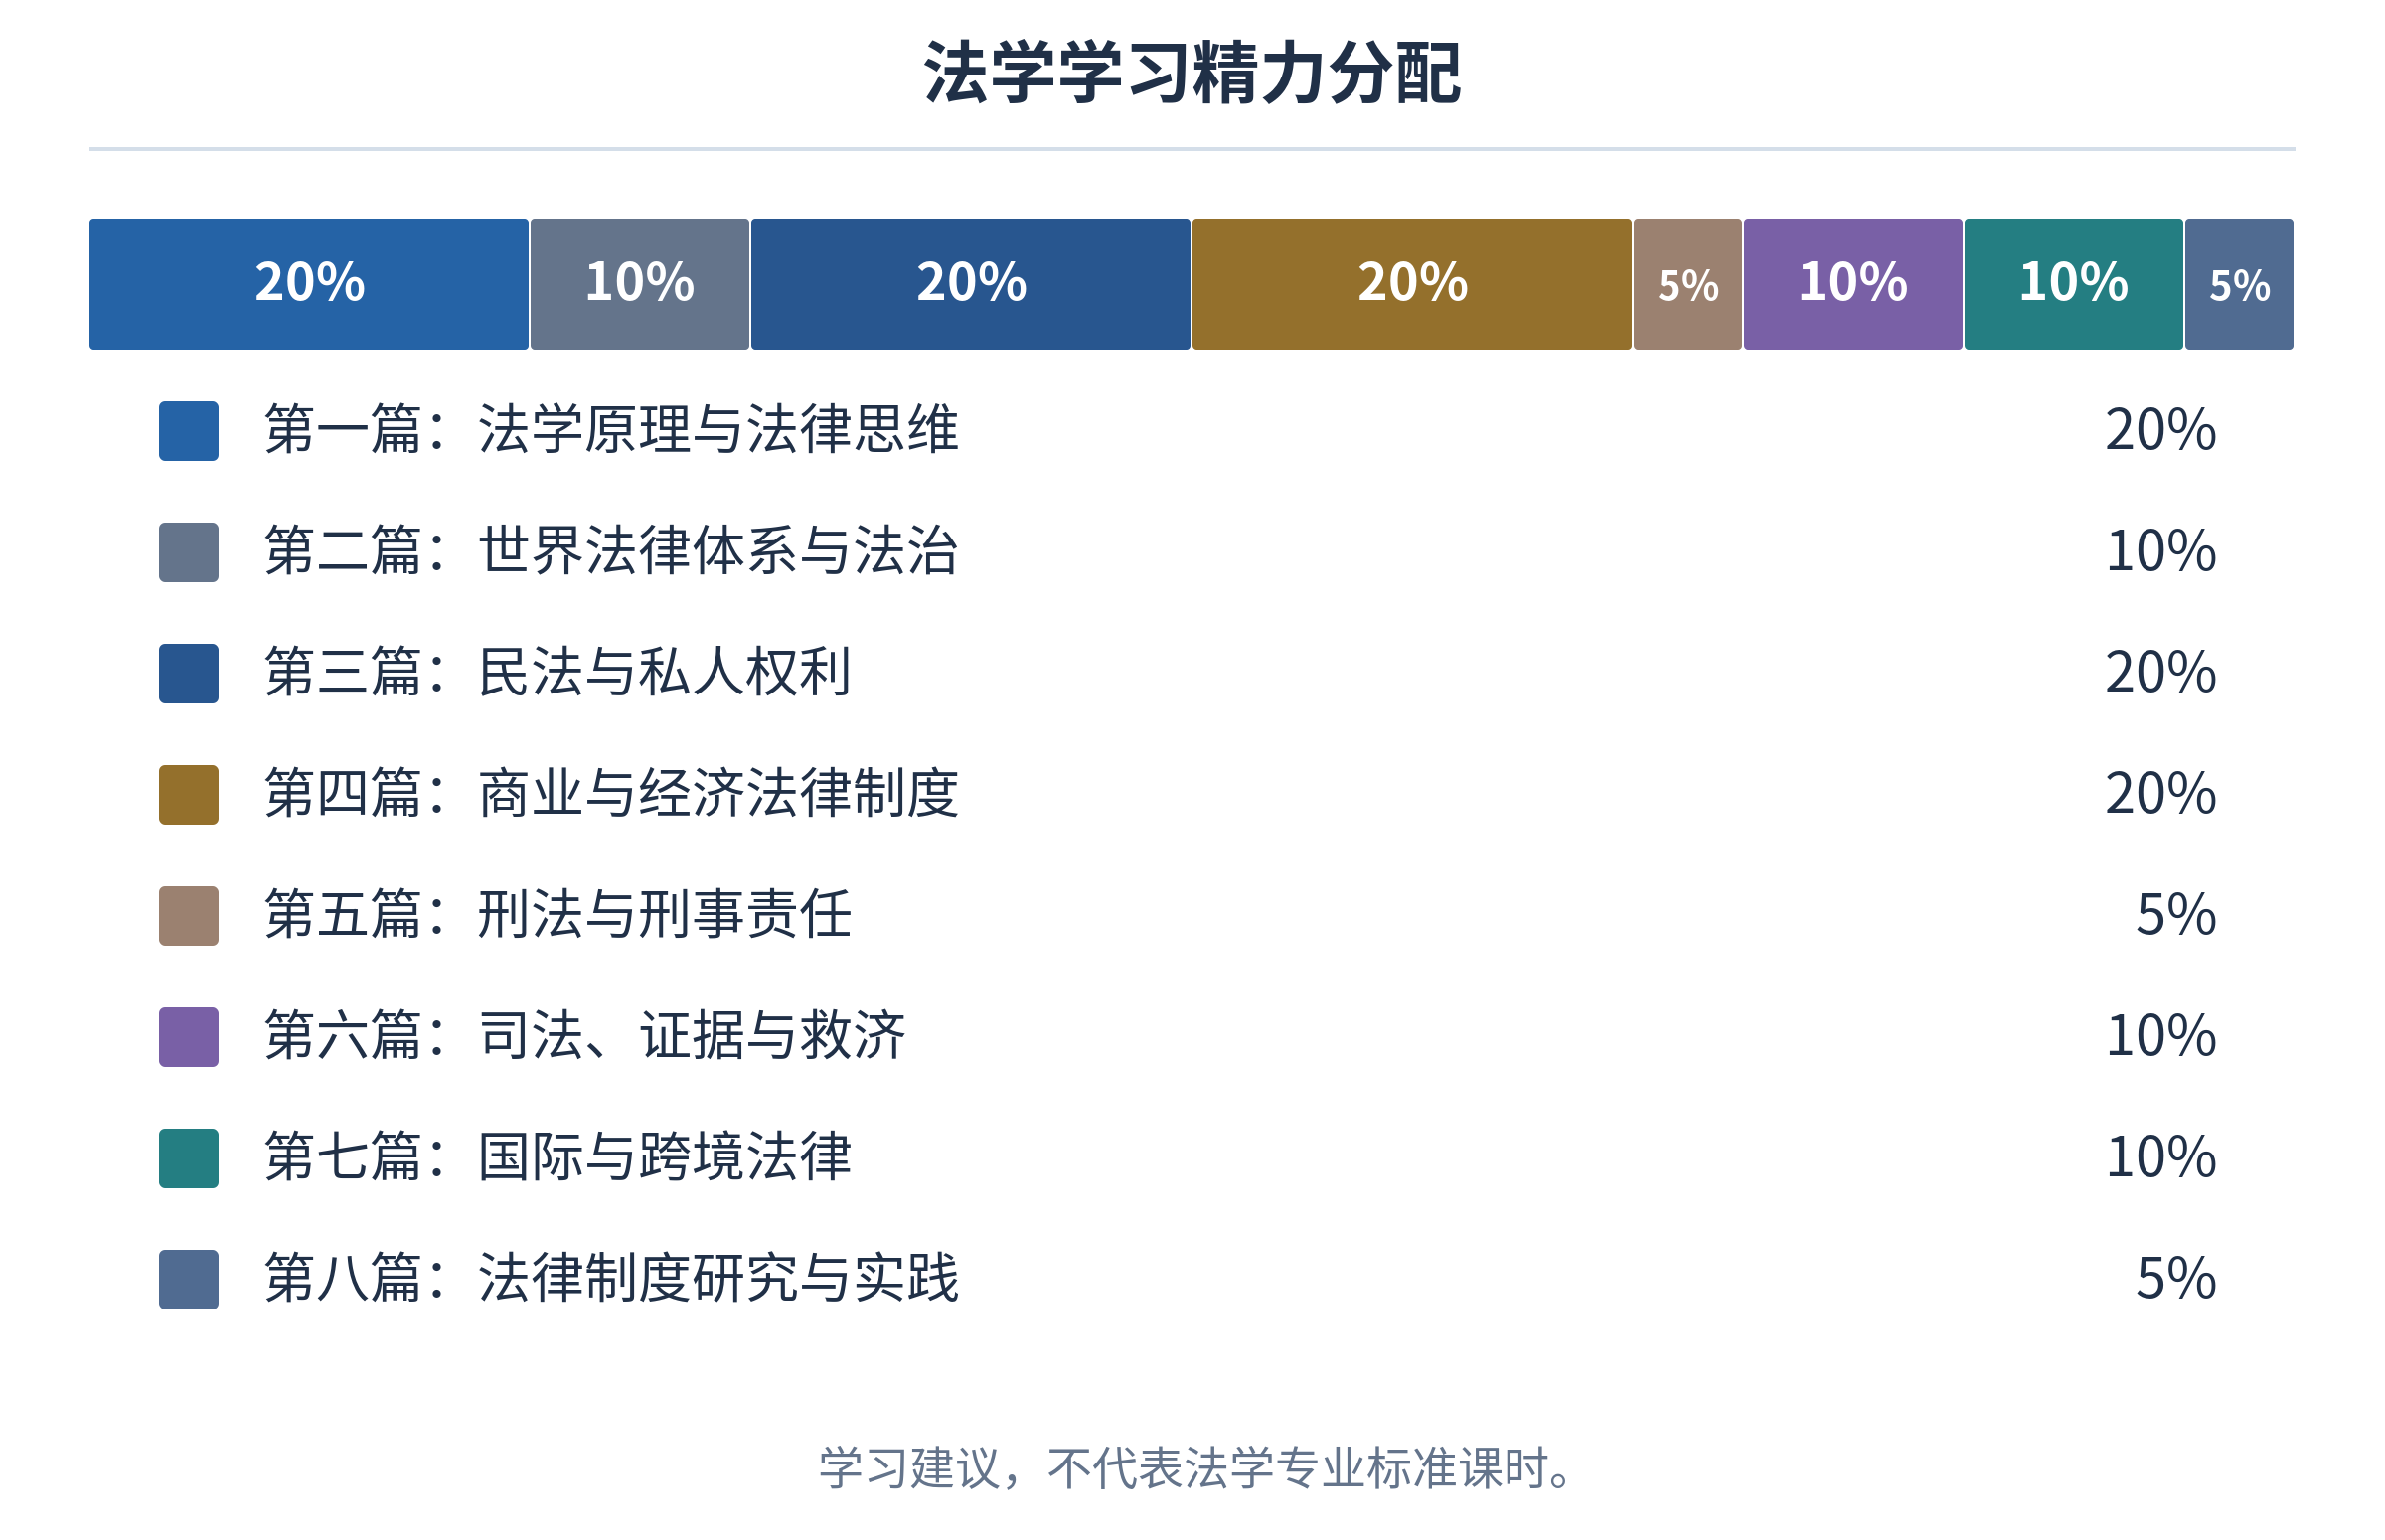 法学学习精力分配
20% 10% 20% 20% 5% 10% 10% 5%
第一篇：法学原理与法律思维 20%
第二篇：世界法律体系与法治 10%
第三篇：民法与私人权利 20%
第四篇：商业与经济法律制度 20%
第五篇：刑法与刑事责任 5%
第六篇：司法、证据与救济 10%
第七篇：国际与跨境法律 10%
第八篇：法律制度研究与实践 5%
学习建议，不代表法学专业标准课时。